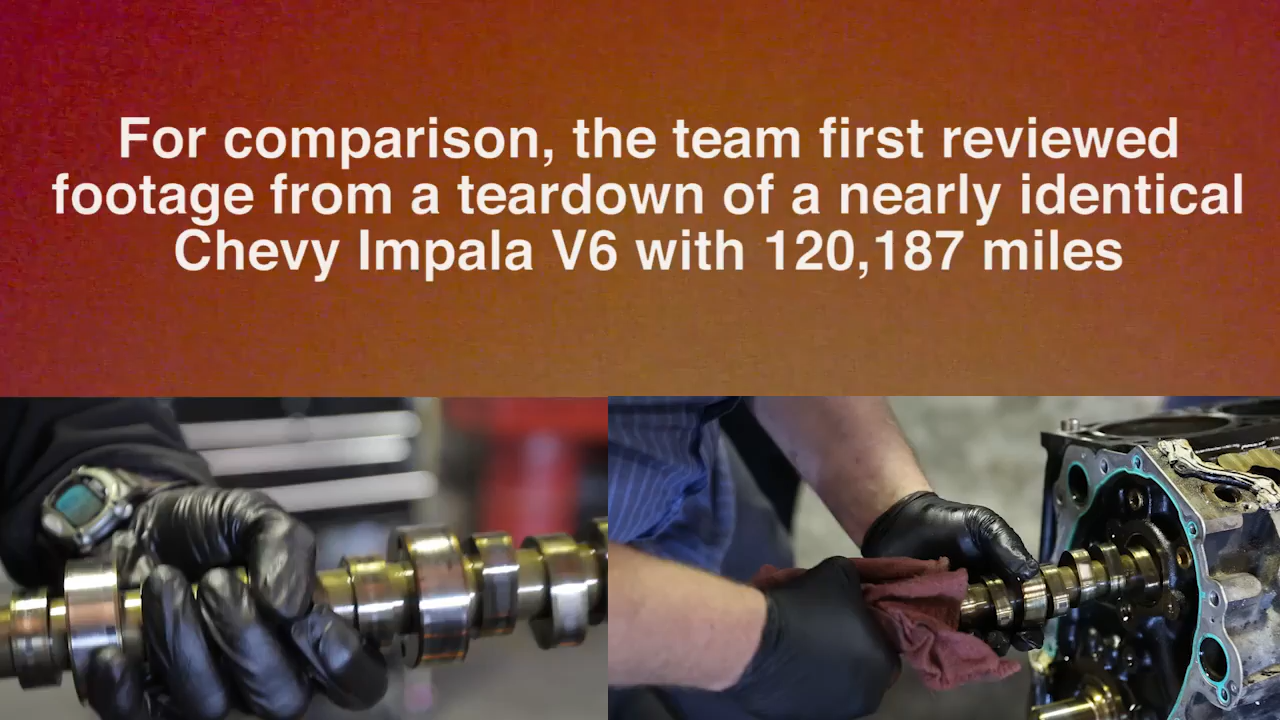 For comparison, the team first reviewed
footage from a teardown of a nearly identical
Chevy Impala V6 with 120,187 miles